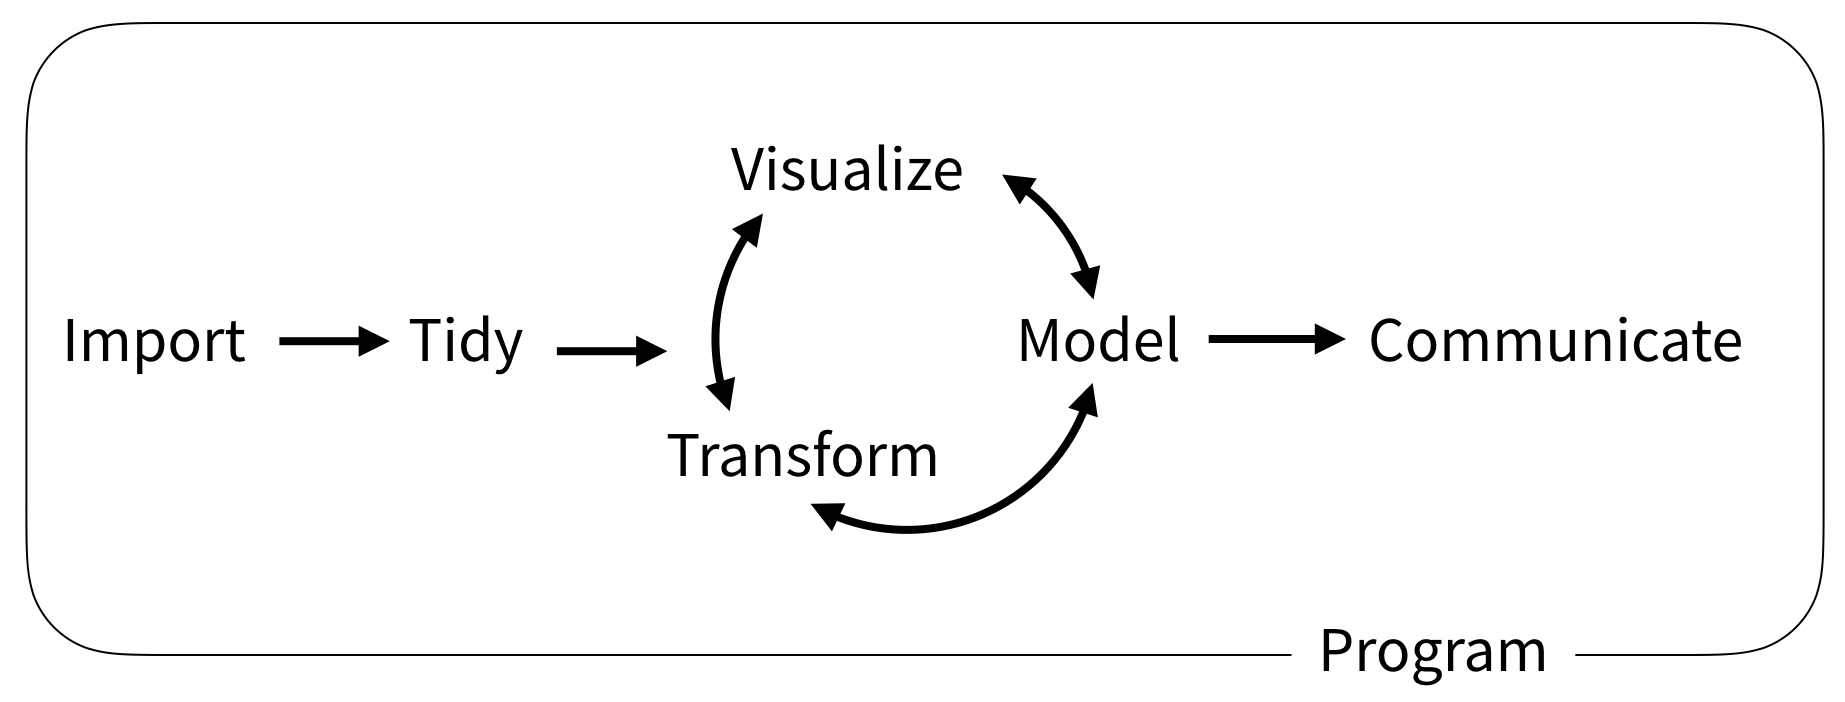 Import
Tidy
Visualize
Transform
Model
Communicate
Program